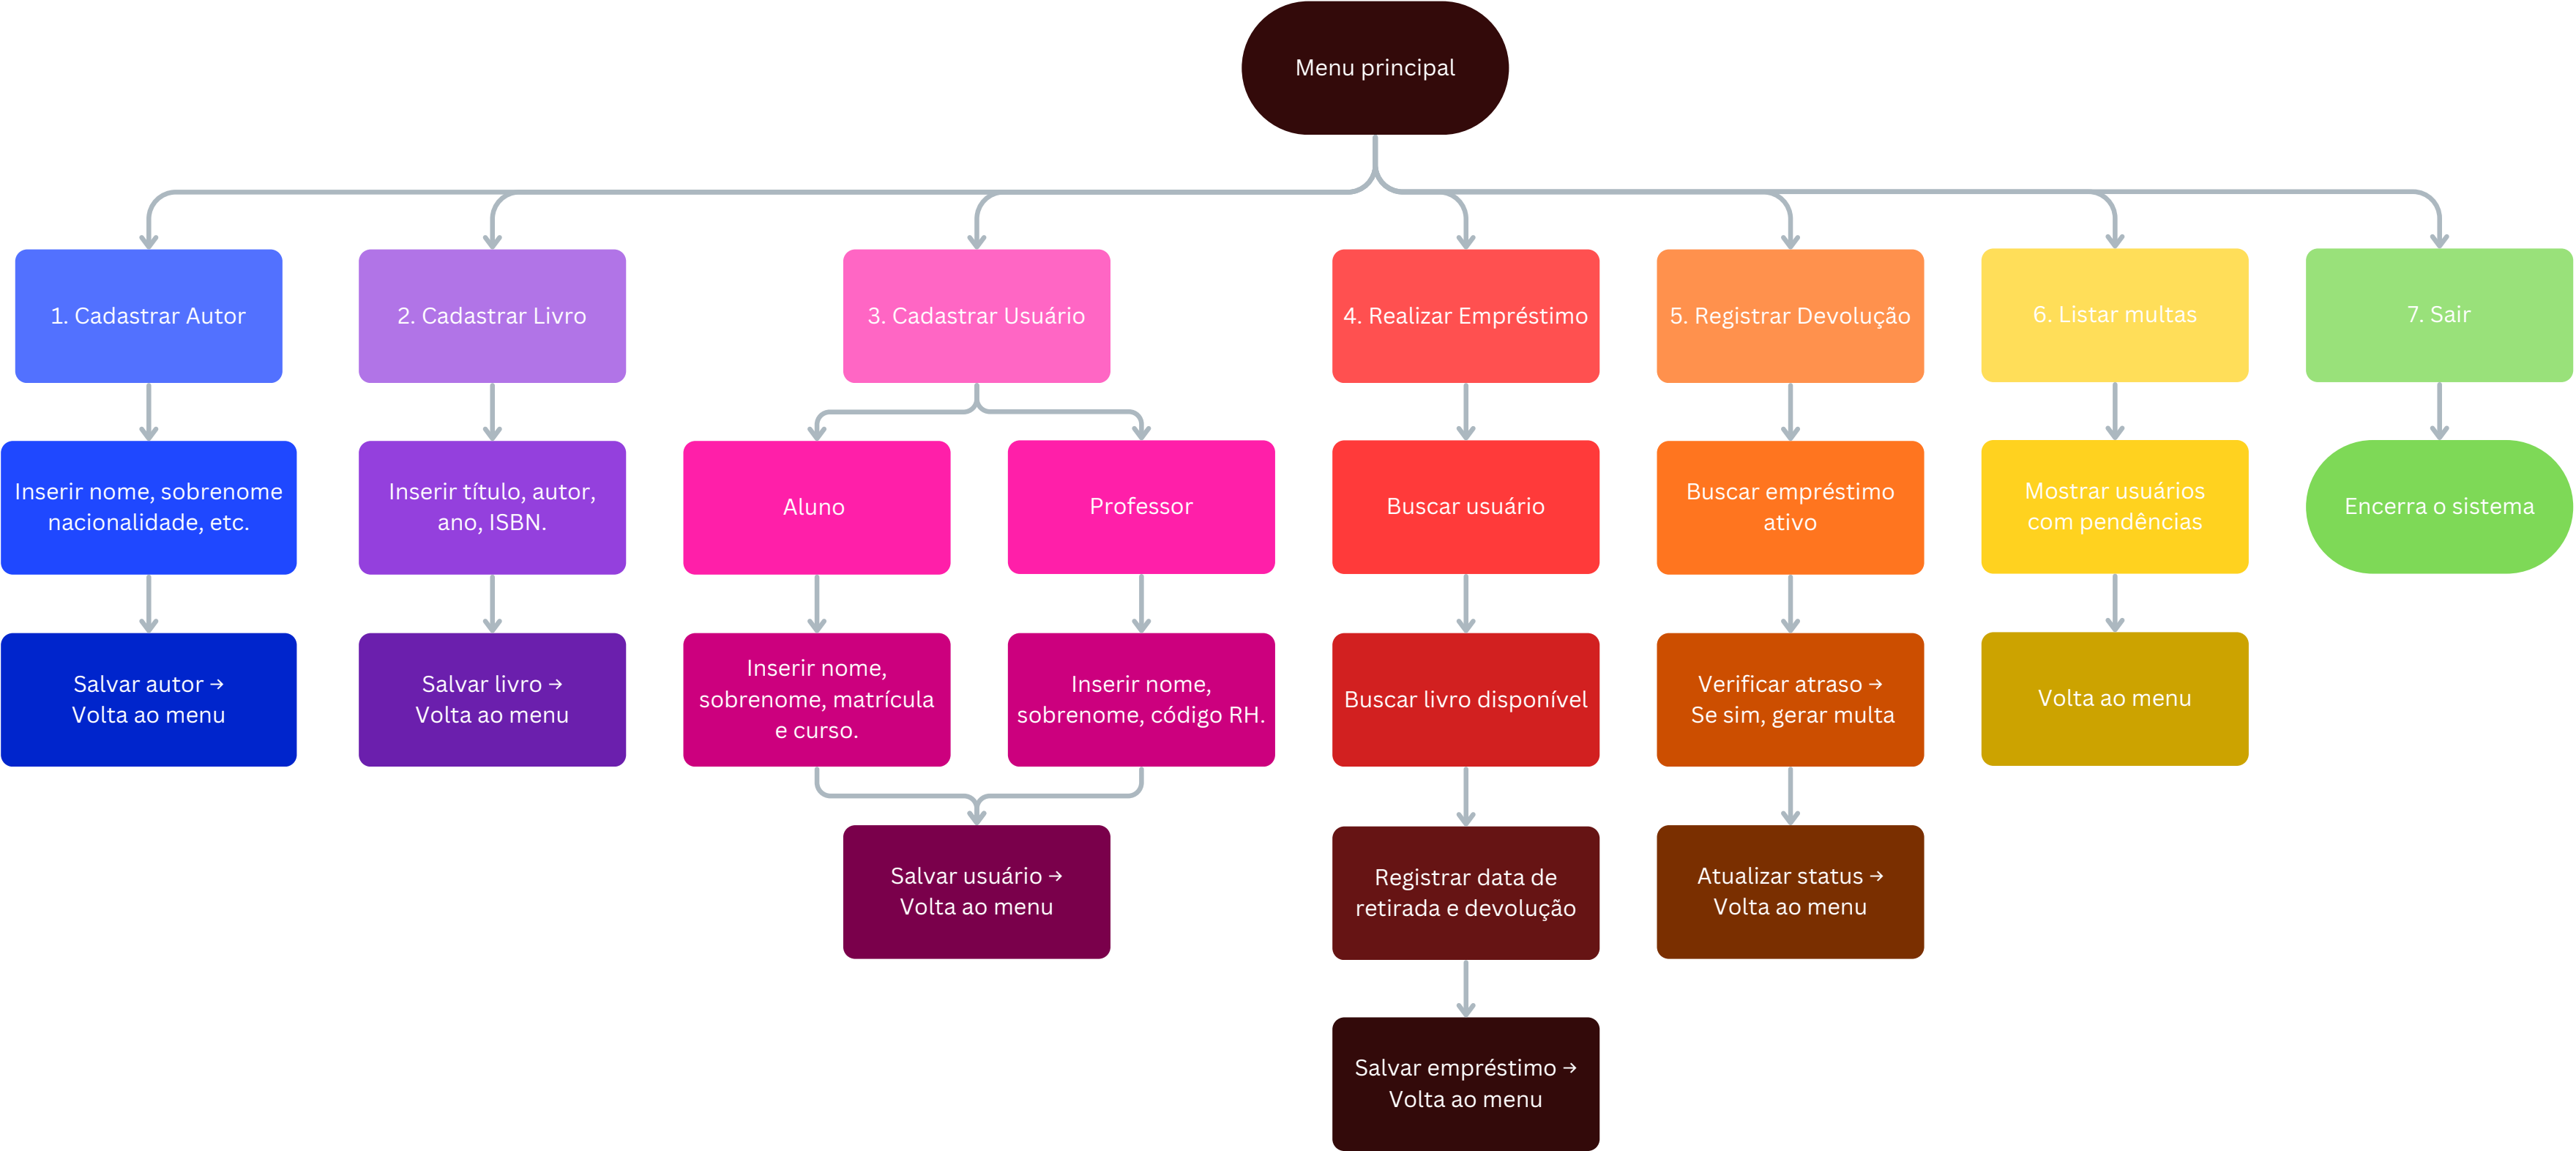 Menu principal
1. Cadastrar Autor
2. Cadastrar Livro
3. Cadastrar Usuário
4. Realizar Empréstimo
5. Registrar Devolução
6. Listar multas
7. Sair
Inserir nome, sobrenome
nacionalidade, etc.
Inserir título, autor,
ano, ISBN.
Aluno
Professor
Buscar usuário
Buscar empréstimo
ativo
Mostrar usuários
com pendências
Encerra o sistema
Salvar autor →
Volta ao menu
Salvar livro →
Volta ao menu
Inserir nome,
sobrenome, matrícula
e curso.
Inserir nome,
sobrenome, código RH.
Buscar livro disponível
Verificar atraso →
Se sim, gerar multa
Volta ao menu
Salvar usuário →
Volta ao menu
Registrar data de
retirada e devolução
Atualizar status →
Volta ao menu
Salvar empréstimo →
Volta ao menu